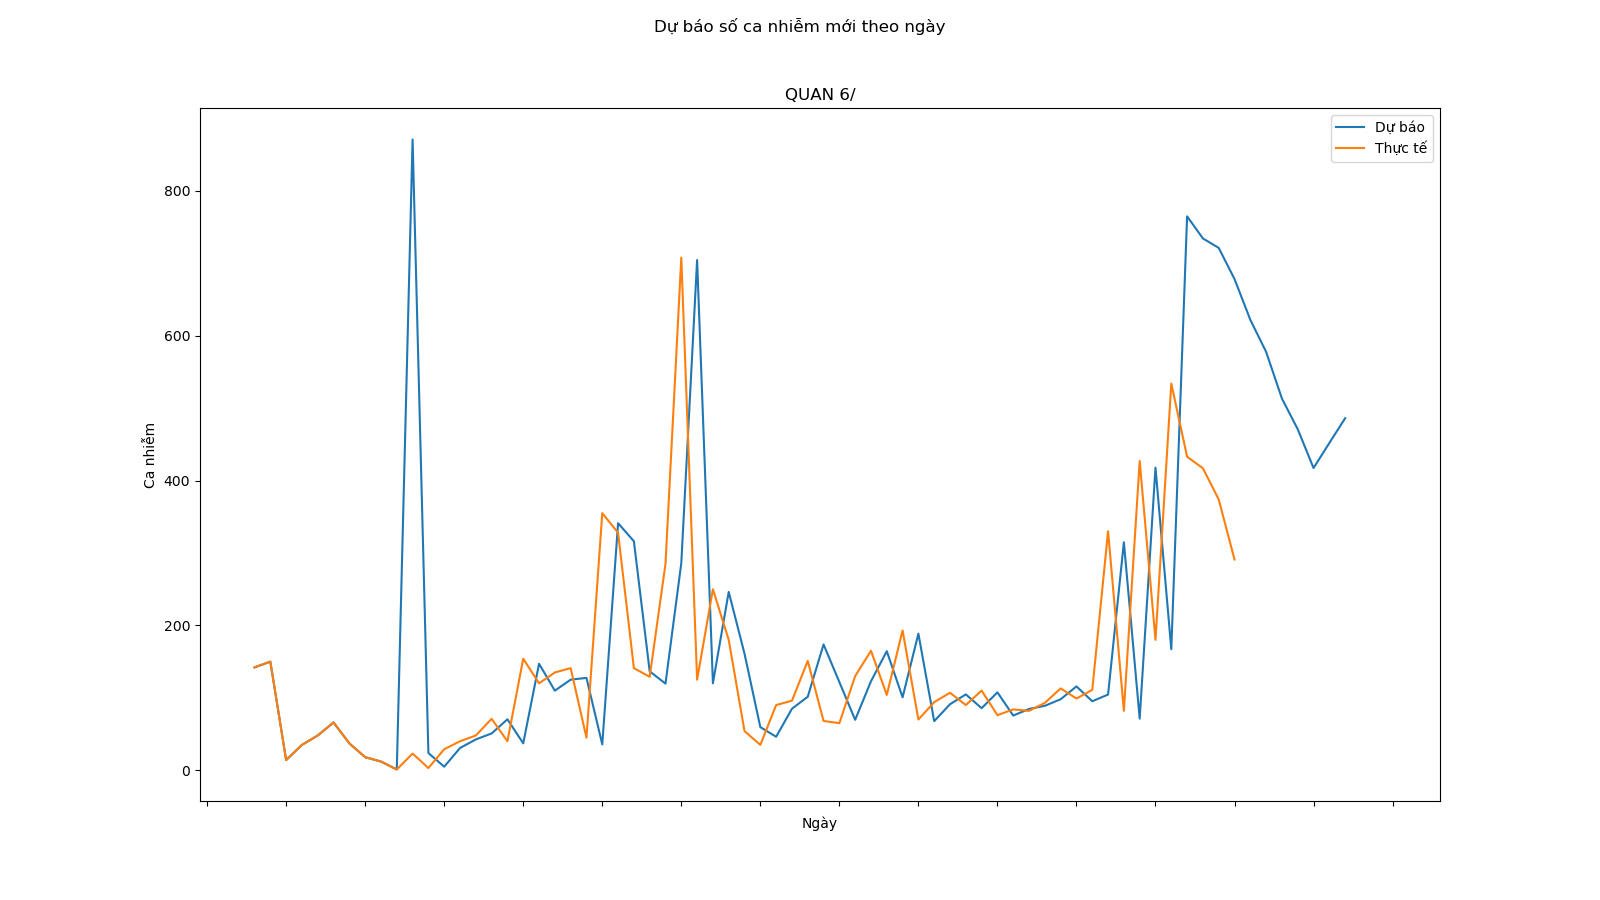 Dự báo số ca nhiễm mới theo ngày
QUAN 6/
Dự báo
Thực tế
800
600
400
200
0
Ca nhiễm
Ngày